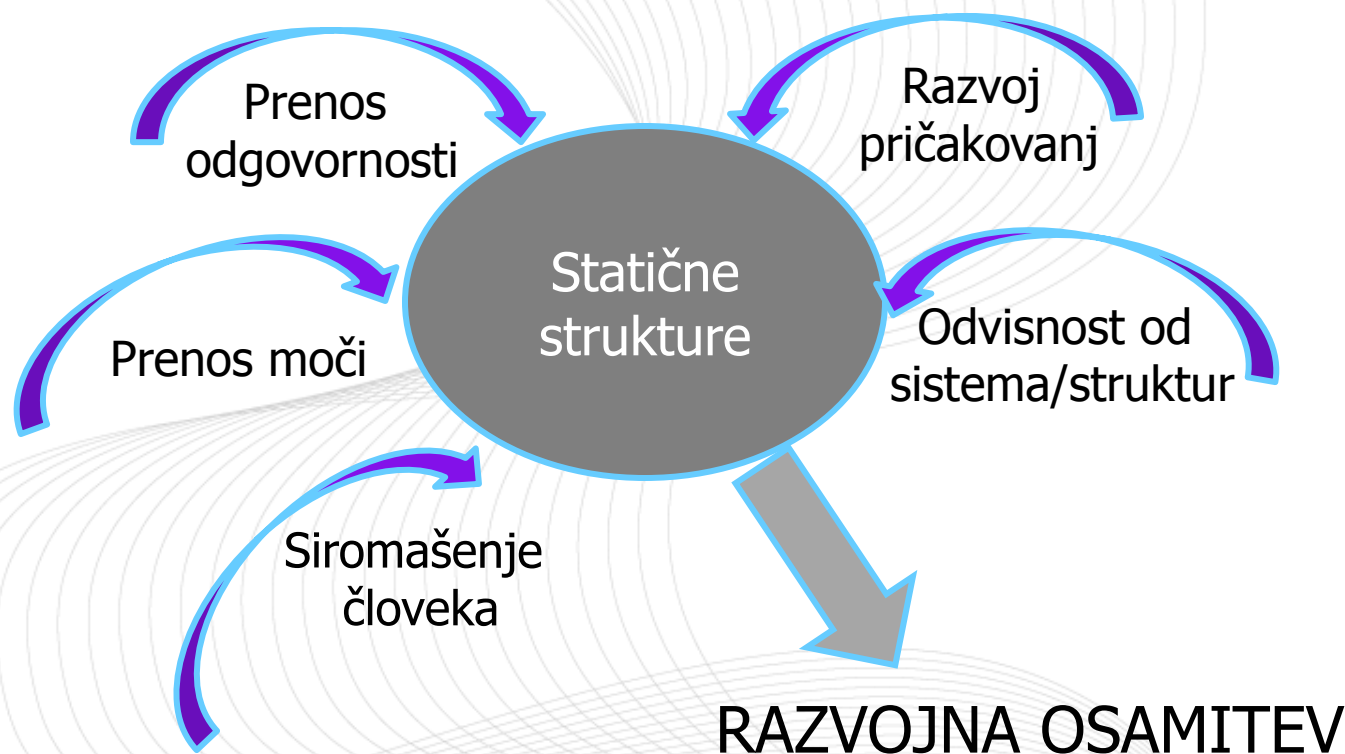 Prenos
odgovornosti
Razvoj
pričakovanj
Statične
strukture
Prenos moči
Odvisnost od
sistema/struktur
Siromašenje
človeka
RAZVOJNA OSAMITEV